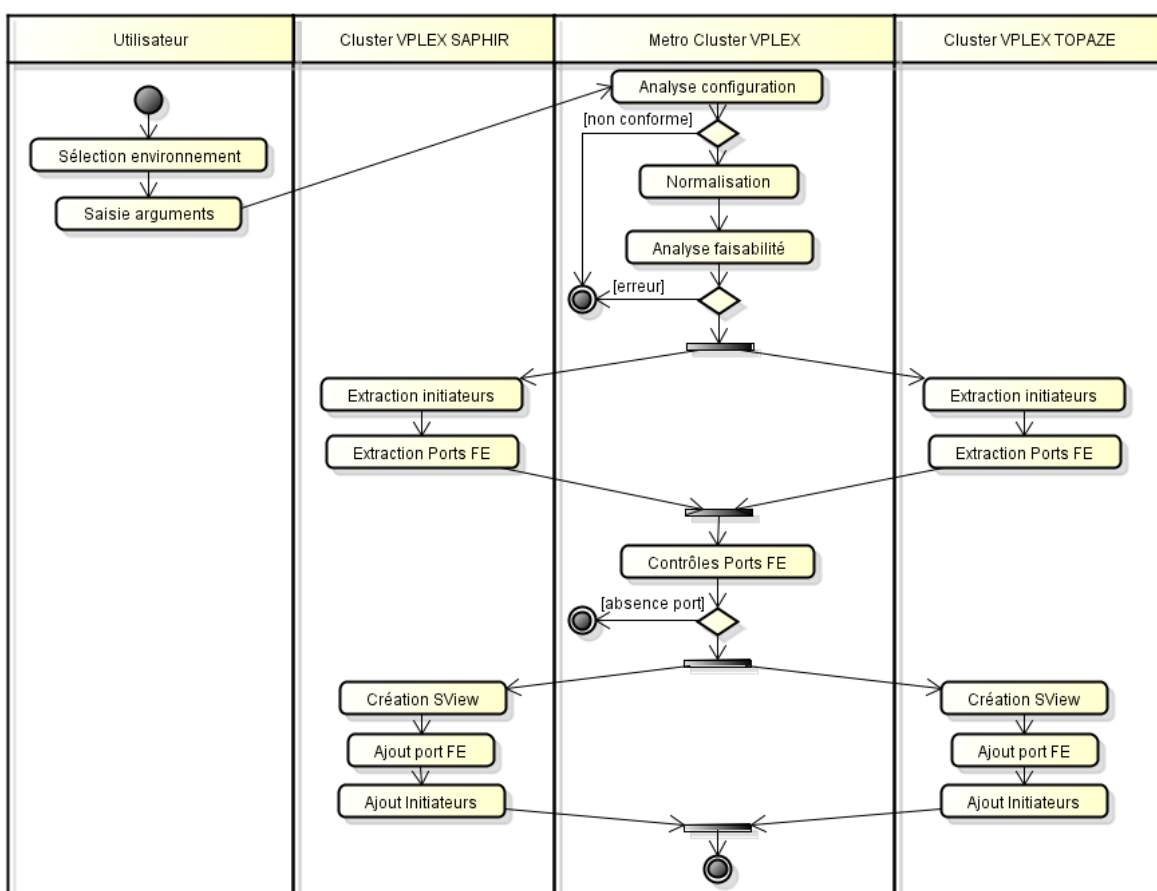 Utilisateur
Cluster VPLEX SAPHIR
Metro Cluster VPLEX
Cluster VPLEX TOPAZE
Analyse configuration
[non conforme]
Sélection environnement
Normalisation
Saisie arguments
Analyse faisabilité
[erreur]
Extraction initiateurs
Extraction initiateurs
Extraction Ports FE
Extraction Ports FE
Contrôles Ports FE
[absence port]
Création SView
Création SView
Ajout port FE
Ajout port FE
Ajout Initiateurs
Ajout Initiateurs